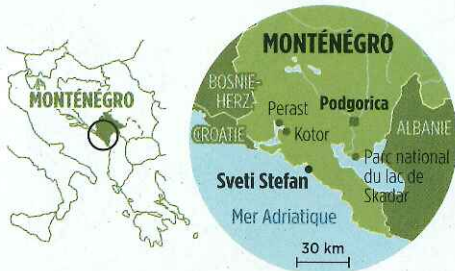 MONTÉNÉGRO
MONTÉNÉGRO
BOSNIE-
HERZ.
CROATIE
Perast
Kotor
Podgorica
ALBANIE
Parc national
du lac de
Skadar
Sveti Stefan
Mer Adriatique
30 km